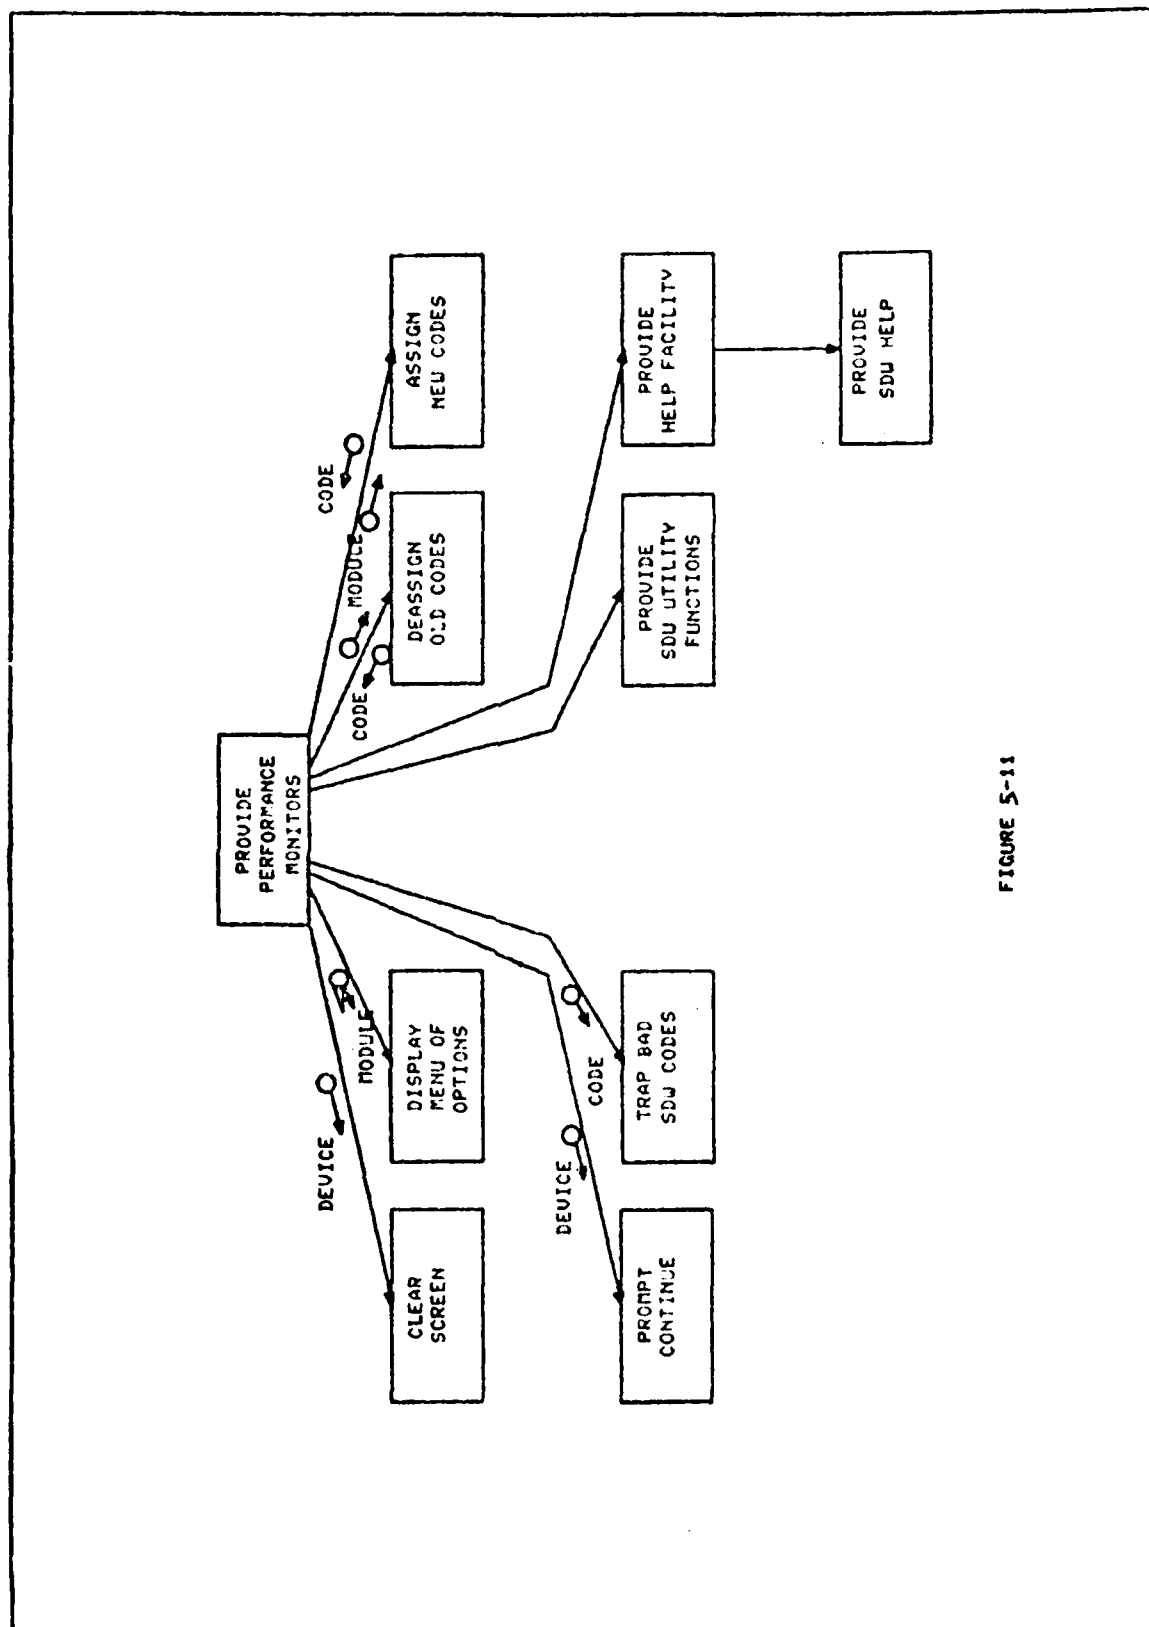 PROVIDE
PERFORMANCE
MONITORS
DEVICE
MODULE
CODE
MODULE
CODE
CLEAR
SCREEN
DISPLAY
MENU OF
OPTIONS
DEASSIGN
OLD CODES
ASSIGN
NEW CODES
DEVICE
CODE
PROMPT
CONTINUE
TRAP BAD
SDW CODES
PROVIDE
SDW UTILITY
FUNCTIONS
PROVIDE
HELP FACILITY
PROVIDE
SDW HELP
FIGURE 5-11